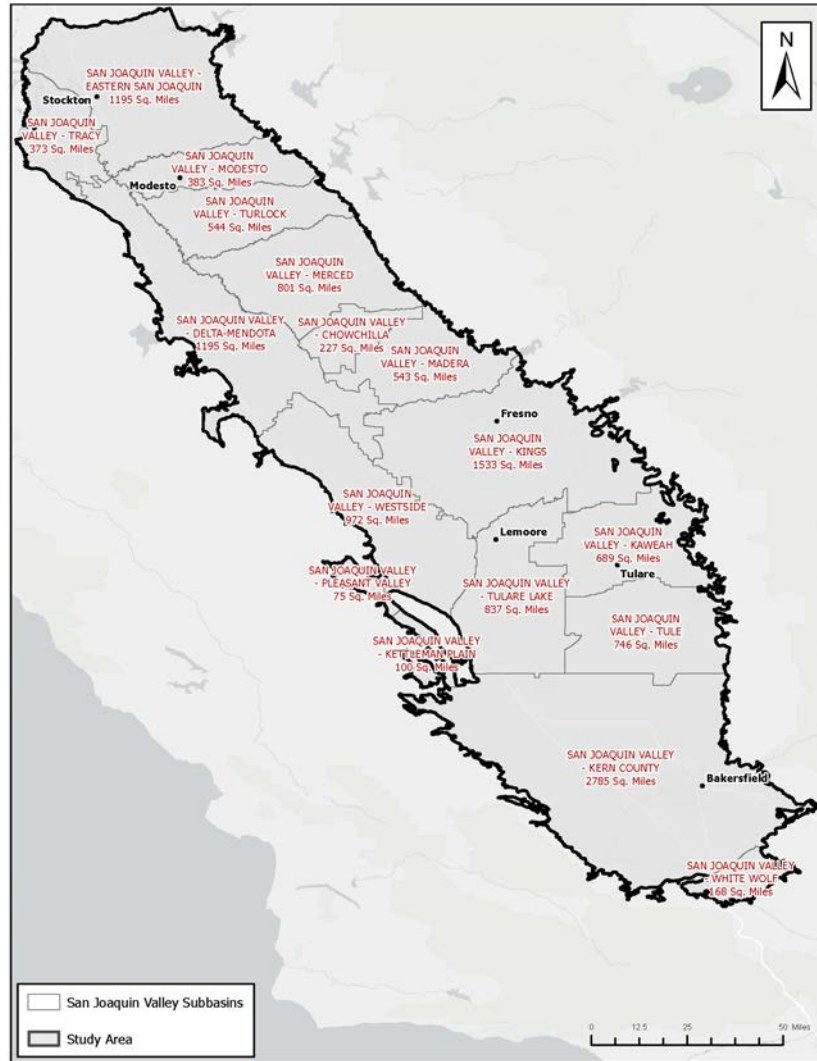 N
SAN JOAQUIN VALLEY -
EASTERN SAN JOAQUIN
1195 Sq. Miles
Stockton
SAN JOAQUIN
VALLEY - TRACY
373 Sq. Miles
SAN JOAQUIN
VALLEY - MODESTO
383 Sq. Miles
Modesto
SAN JOAQUIN
VALLEY - TURLOCK
544 Sq. Miles
SAN JOAQUIN
VALLEY - MERCED
801 Sq. Miles
SAN JOAQUIN VALLEY
- DELTA-MENDOTA
1195 Sq. Miles
SAN JOAQUIN VALLEY
- CHOWCHILLA
227 Sq. Miles
SAN JOAQUIN
VALLEY - MADERA
543 Sq. Miles
Fresno
SAN JOAQUIN
VALLEY - KINGS
1533 Sq. Miles
SAN JOAQUIN
VALLEY - WESTSIDE
972 Sq. Miles
Lemoore
SAN JOAQUIN
VALLEY - KAWEAH
689 Sq. Miles
Tulare
SAN JOAQUIN VALLEY
- PLEASANT VALLEY
75 Sq. Miles
SAN JOAQUIN VALLEY
- TULARE LAKE
837 Sq. Miles
SAN JOAQUIN
VALLEY - TULE
746 Sq. Miles
SAN JOAQUIN VALLEY
- KETTLEMAN PLAIN
100 Sq. Miles
SAN JOAQUIN VALLEY
- KERN COUNTY
2785 Sq. Miles
Bakersfield
SAN JOAQUIN VALLEY
- WHITE WOLF
168 Sq. Miles
San Joaquin Valley Subbasins
Study Area
0 12.5 25 50 Miles